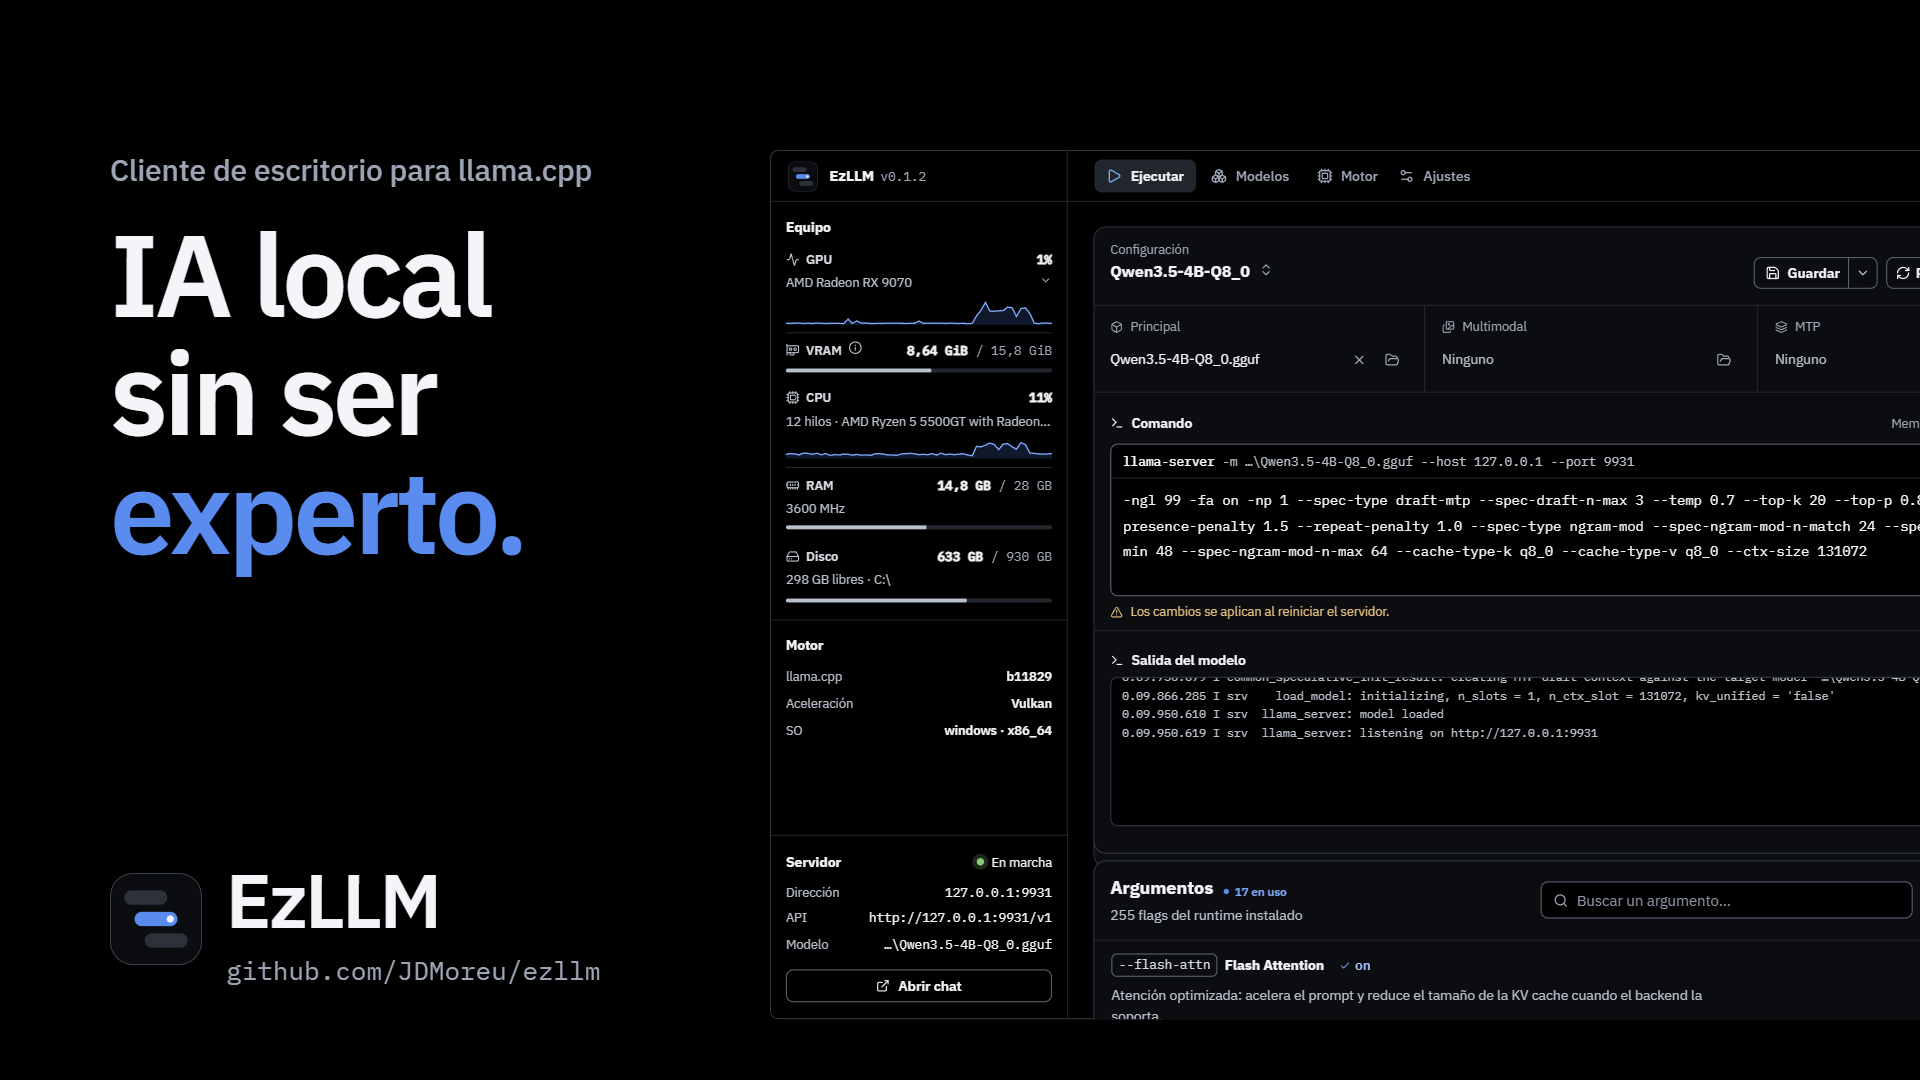 Cliente de escritorio para llama.cpp
IA local
sin ser
experto.
EzLLM
github.com/JDMoreu/ezllm
EzLLM v0.1.2
Equipo
GPU 1%
AMD Radeon RX 9070
VRAM 8,64 GiB / 15,8 GiB
CPU 11%
12 hilos · AMD Ryzen 5 5500GT with Radeon...
RAM 14,8 GB / 28 GB
3600 MHz
Disco 633 GB / 930 GB
298 GB libres · C:\
Motor
llama.cpp b11829
Aceleración Vulkan
SO windows · x86_64
Servidor En marcha
Dirección 127.0.0.1:9931
API http://127.0.0.1:9931/v1
Modelo …\Qwen3.5-4B-Q8_0.gguf
Abrir chat
Ejecutar Modelos Motor Ajustes
Configuración
Qwen3.5-4B-Q8_0
Guardar
Principal Multimodal MTP
Qwen3.5-4B-Q8_0.gguf Ninguno Ninguno
Comando Mem
llama-server -m …\Qwen3.5-4B-Q8_0.gguf --host 127.0.0.1 --port 9931
-ngl 99 -fa on -np 1 --spec-type draft-mtp --spec-draft-n-max 3 --temp 0.7 --top-k 20 --top-p 0.8
presence-penalty 1.5 --repeat-penalty 1.0 --spec-type ngram-mod --spec-ngram-mod-n-match 24 --spe
min 48 --spec-ngram-mod-n-max 64 --cache-type-k q8_0 --cache-type-v q8_0 --ctx-size 131072
Los cambios se aplican al reiniciar el servidor.
Salida del modelo
0.09.866.285 I srv load_model: initializing, n_slots = 1, n_ctx_slot = 131072, kv_unified = 'false'
0.09.950.610 I srv llama_server: model loaded
0.09.950.619 I srv llama_server: listening on http://127.0.0.1:9931
Argumentos 17 en uso
255 flags del runtime instalado
Buscar un argumento...
--flash-attn Flash Attention on
Atención optimizada: acelera el prompt y reduce el tamaño de la KV cache cuando el backend la
soporta.